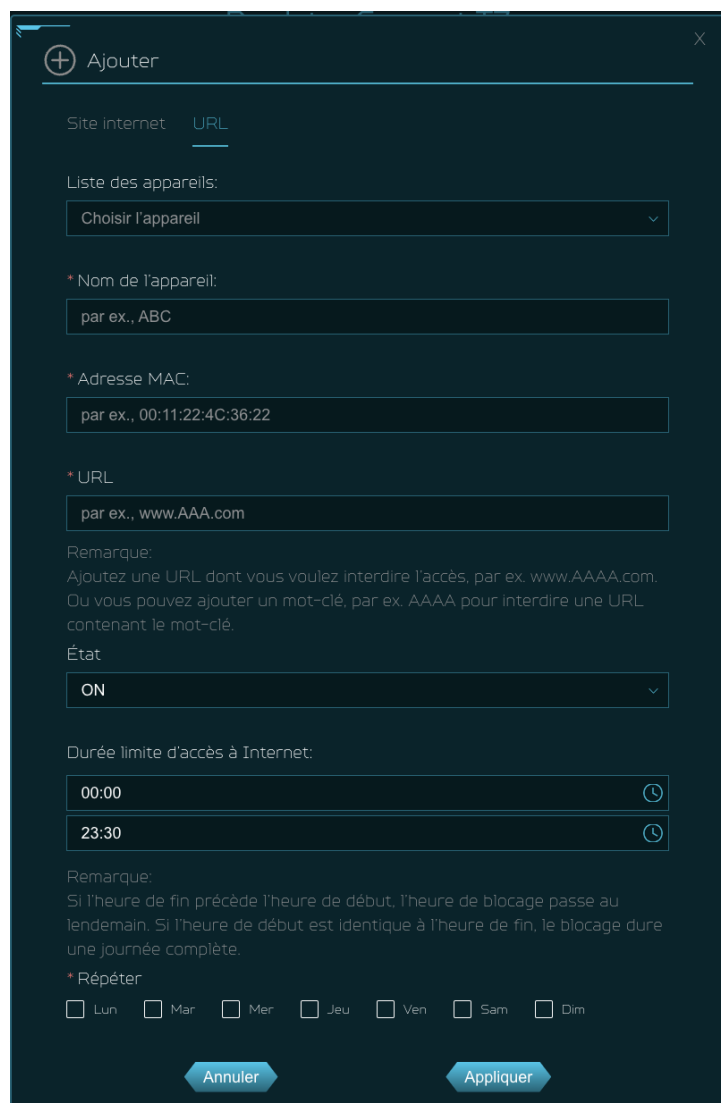 X
Ajouter
Site internet URL
Liste des appareils:
Choisir l'appareil
* Nom de l'appareil:
par ex., ABC
* Adresse MAC:
par ex., 00:11:22:4C:36:22
* URL
par ex., www.AAA.com
Remarque:
Ajoutez une URL dont vous voulez interdire l'accès, par ex. www.AAAA.com.
Ou vous pouvez ajouter un mot-clé, par ex. AAAA pour interdire une URL
contenant le mot-clé.
État
ON
Durée limite d'accès à Internet:
00:00
23:30
Remarque:
Si l'heure de fin précède l'heure de début, l'heure de blocage passe au
lendemain. Si l'heure de début est identique à l'heure de fin, le blocage dure
une journée complète.
* Répéter
Lun Mar Mer Jeu Ven Sam Dim
Annuler Appliquer